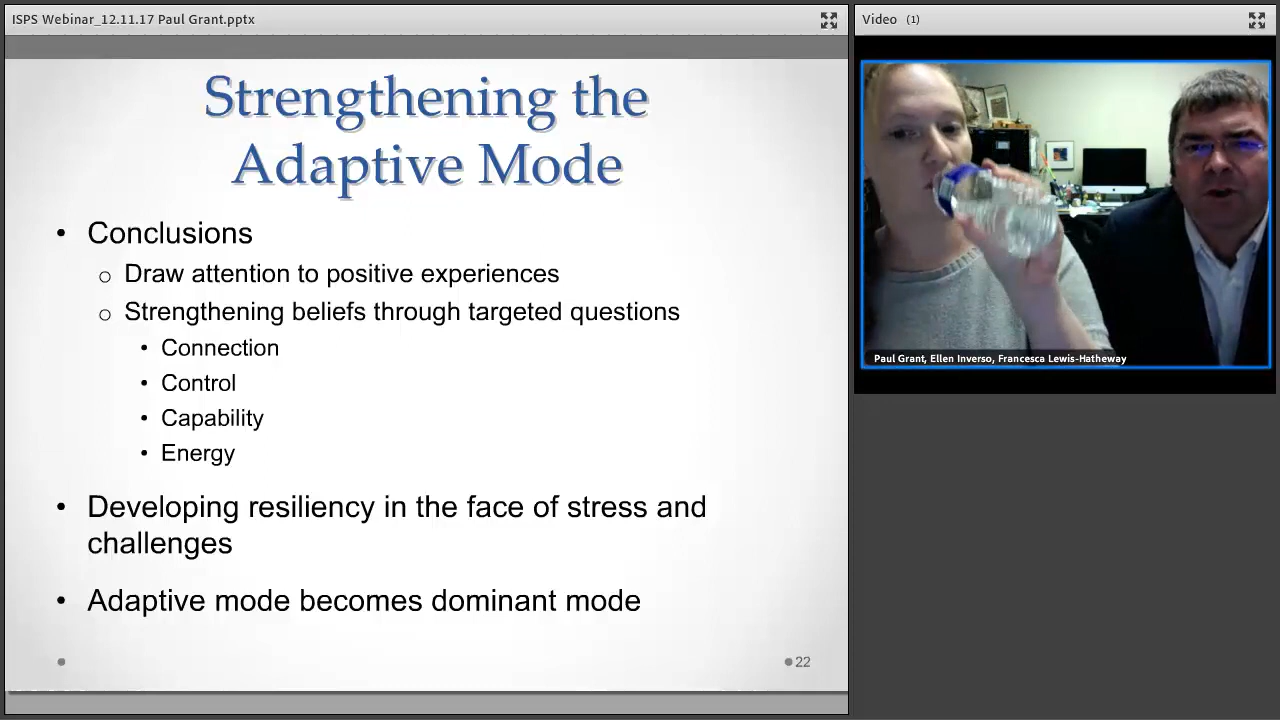 ISPS Webinar_12.11.17 Paul Grant.pptx
Video (1)
Strengthening the
Adaptive Mode
• Conclusions
o Draw attention to positive experiences
o Strengthening beliefs through targeted questions
• Connection
• Control
• Capability
• Energy
• Developing resiliency in the face of stress and
challenges
• Adaptive mode becomes dominant mode
22
Paul Grant, Ellen Inverso, Francesca Lewis-Hatheway